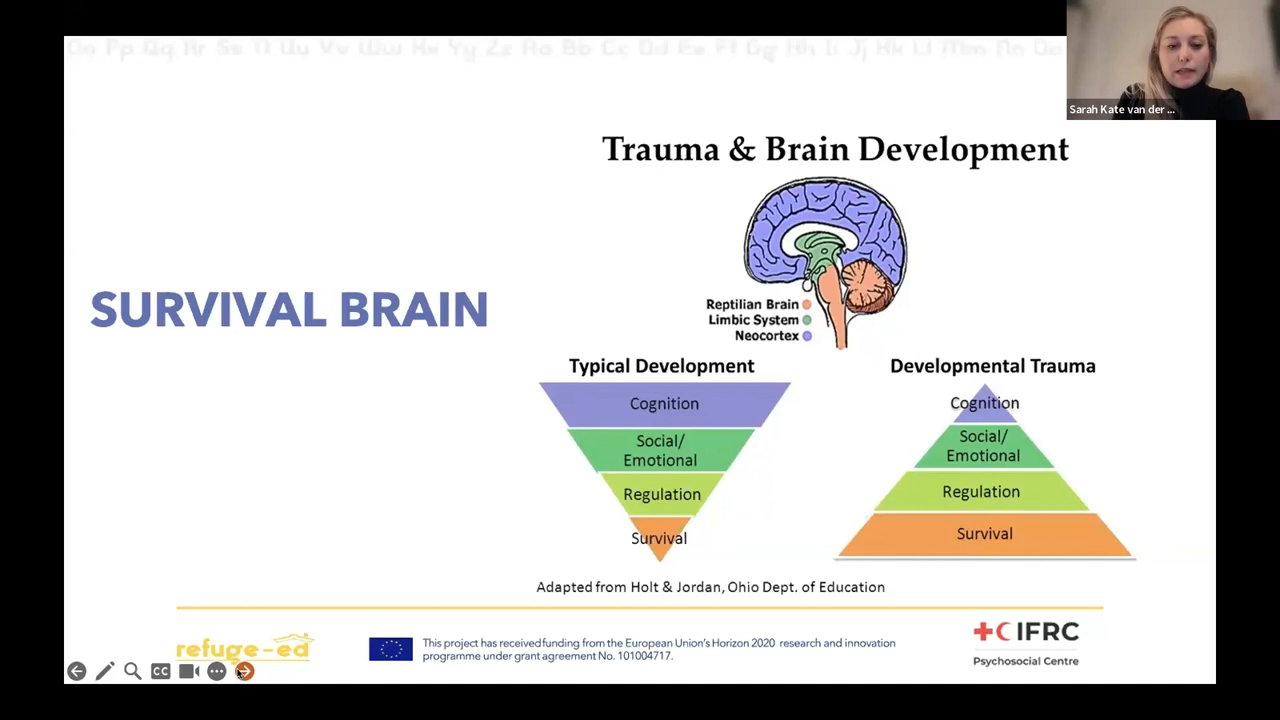 Sarah Kate van der ...
Trauma & Brain Development
SURVIVAL BRAIN
Reptilian Brain
Limbic System
Neocortex
Typical Development
Cognition
Social/
Emotional
Regulation
Survival
Developmental Trauma
Cognition
Social/
Emotional
Regulation
Survival
Adapted from Holt & Jordan, Ohio Dept. of Education
refuge-ed
This project has received funding from the European Union's Horizon 2020 research and innovation
programme under grant agreement No. 101004717.
IFRC
Psychosocial Centre
CC